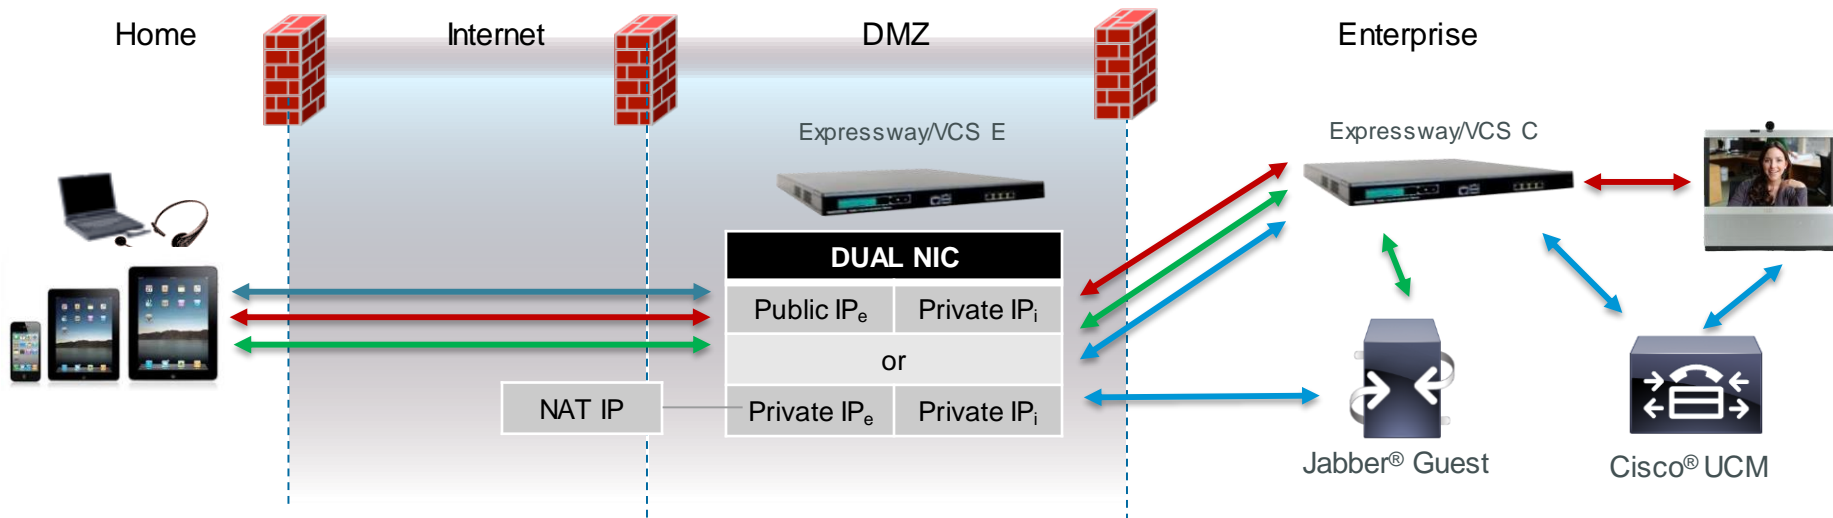 Home
Internet
DMZ
Enterprise
Expressway/VCS E
Expressway/VCS C
DUAL NIC
Public IPe
Private IPi
or
NAT IP
Private IPe
Private IPi
Jabber® Guest
Cisco® UCM